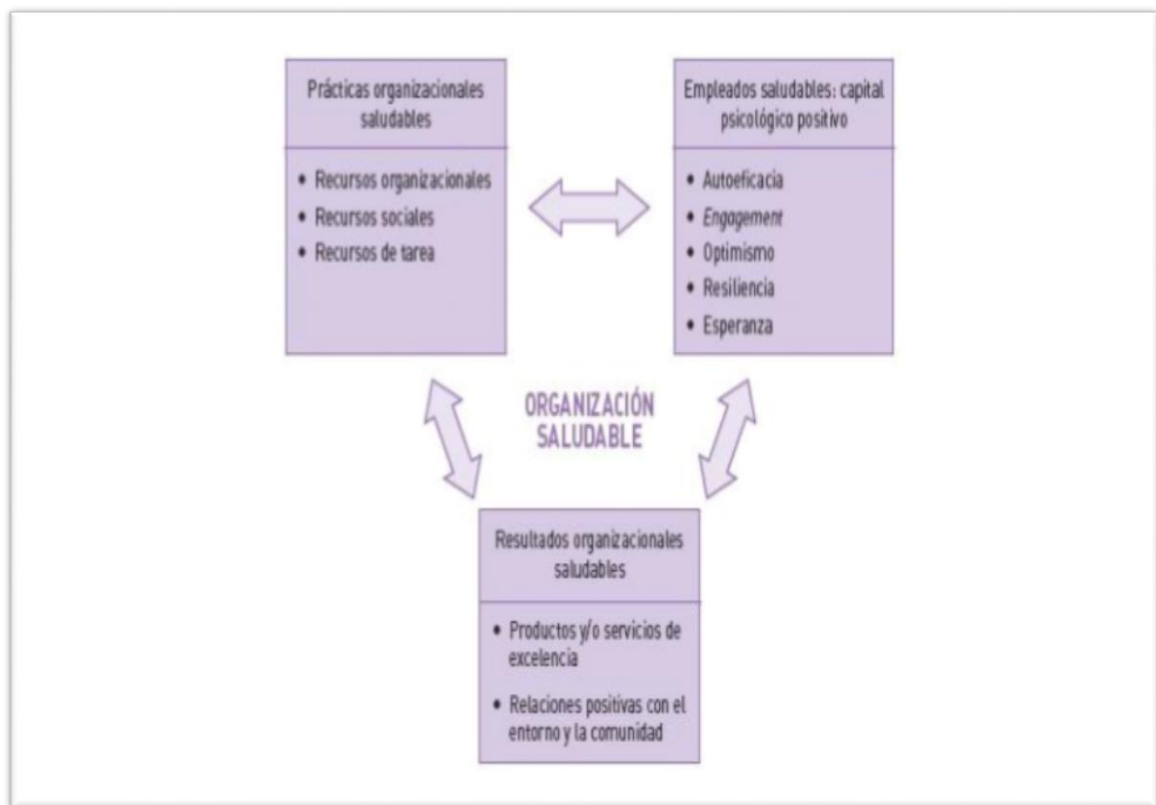 Prácticas organizacionales
saludables
• Recursos organizacionales
• Recursos sociales
• Recursos de tarea
Empleados saludables: capital
psicológico positivo
• Autoeficacia
• Engagement
• Optimismo
• Resiliencia
• Esperanza
ORGANIZACIÓN
SALUDABLE
Resultados organizacionales
saludables
• Productos y/o servicios de
excelencia
• Relaciones positivas con el
entorno y la comunidad